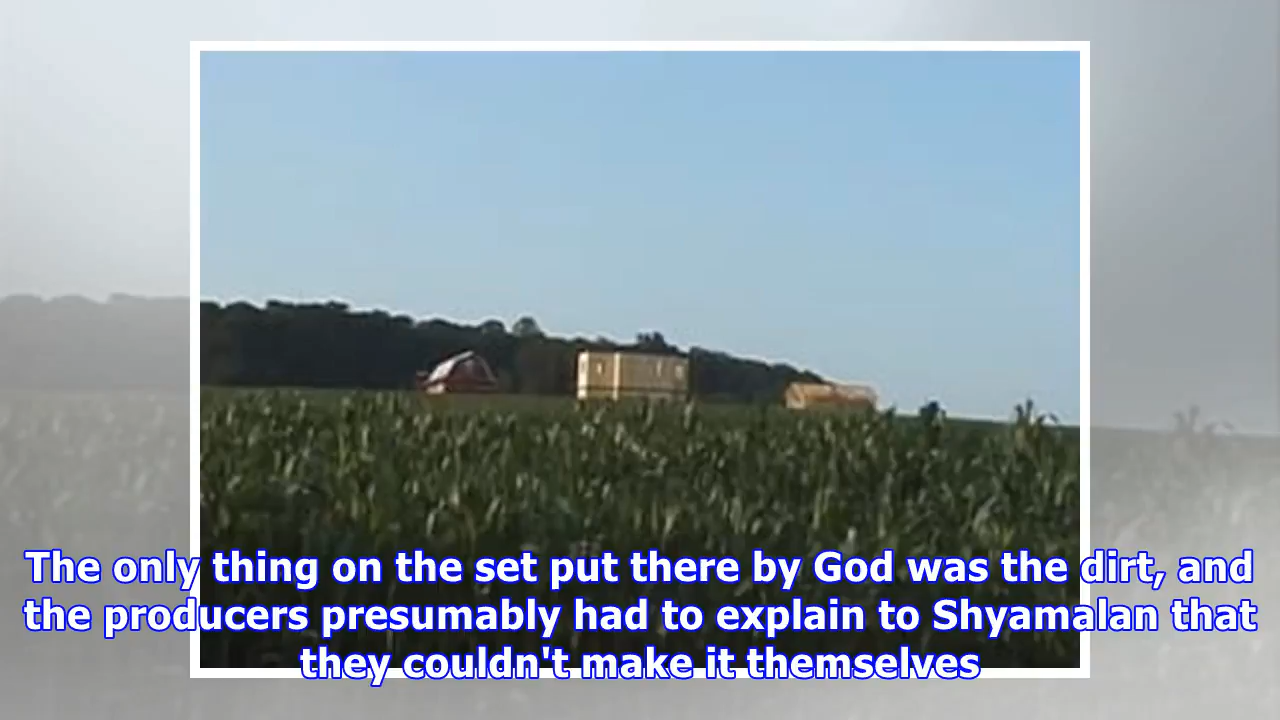 The only thing on the set put there by God was the dirt, and
the producers presumably had to explain to Shyamalan that
they couldn't make it themselves